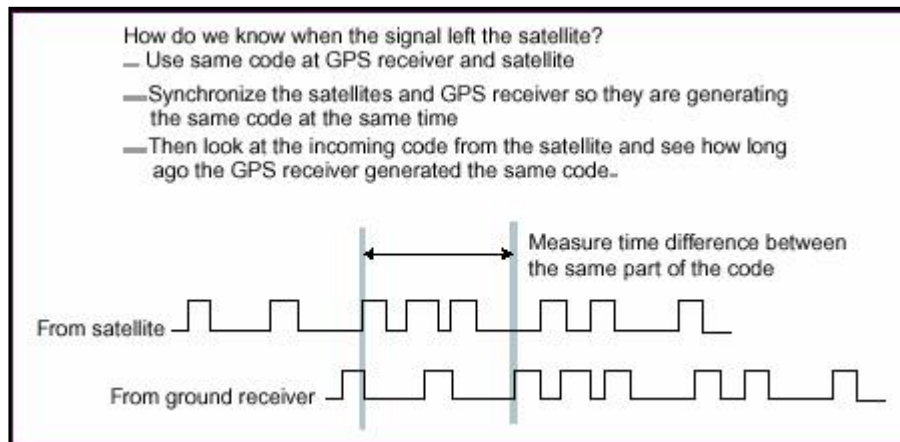 How do we know when the signal left the satellite?
Use same code at GPS receiver and satellite
Synchronize the satellites and GPS receiver so they are generating
the same code at the same time
Then look at the incoming code from the satellite and see how long
ago the GPS receiver generated the same code.
Measure time difference between
the same part of the code
From satellite
From ground receiver